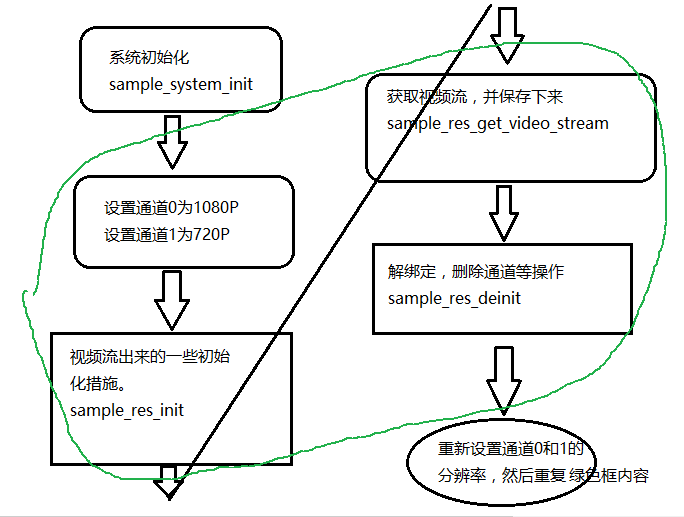 系统初始化
sample_system_init
设置通道0为1080P
设置通道1为720P
视频流出来的一些初始
化措施。
sample_res_init
获取视频流，并保存下来
sample_res_get_video_stream
解绑定，删除通道等操作
sample_res_deinit
重新设置通道0和1的
分辨率，然后重复 绿色框内容